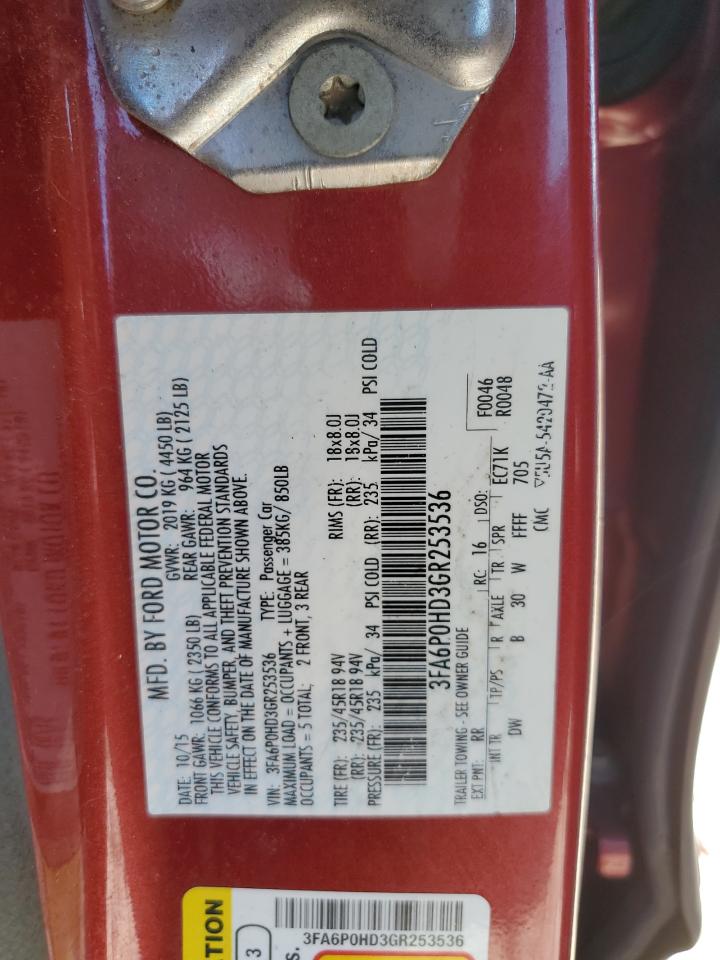 MFD. BY FORD MOTOR CO.
DATE: 10/15 GVWR: 2019 KG ( 4450 LB)
FRONT GAWR: 1066 KG ( 2350 LB) REAR GAWR: 964 KG ( 2125 LB)
THIS VEHICLE CONFORMS TO ALL APPLICABLE FEDERAL MOTOR
VEHICLE SAFETY, BUMPER, AND THEFT PREVENTION STANDARDS
IN EFFECT ON THE DATE OF MANUFACTURE SHOWN ABOVE.
VIN: 3FA6P0HD3GR253536 TYPE: Passenger Car
MAXIMUM LOAD = OCCUPANTS + LUGGAGE = 385KG/ 850LB
OCCUPANTS = 5 TOTAL: 2 FRONT, 3 REAR
TIRE (FR): 235/45R18 94V RIMS (FR): 18x8.0J
(RR): 235/45R18 94V (RR): 18x8.0J
PRESSURE (FR): 235 kPa/ 34 PSI COLD (RR): 235 kPa/ 34 PSI COLD
3FA6P0HD3GR253536
TRAILER TOWING - SEE OWNER GUIDE
EXT PNT: RR RC: 16 DSO: F0046
INT TR TP/PS R AXLE TR SPR EC71K R0048
DW B 30 W FFFF 705
CMC
3FA6P0HD3GR253536
3
S.